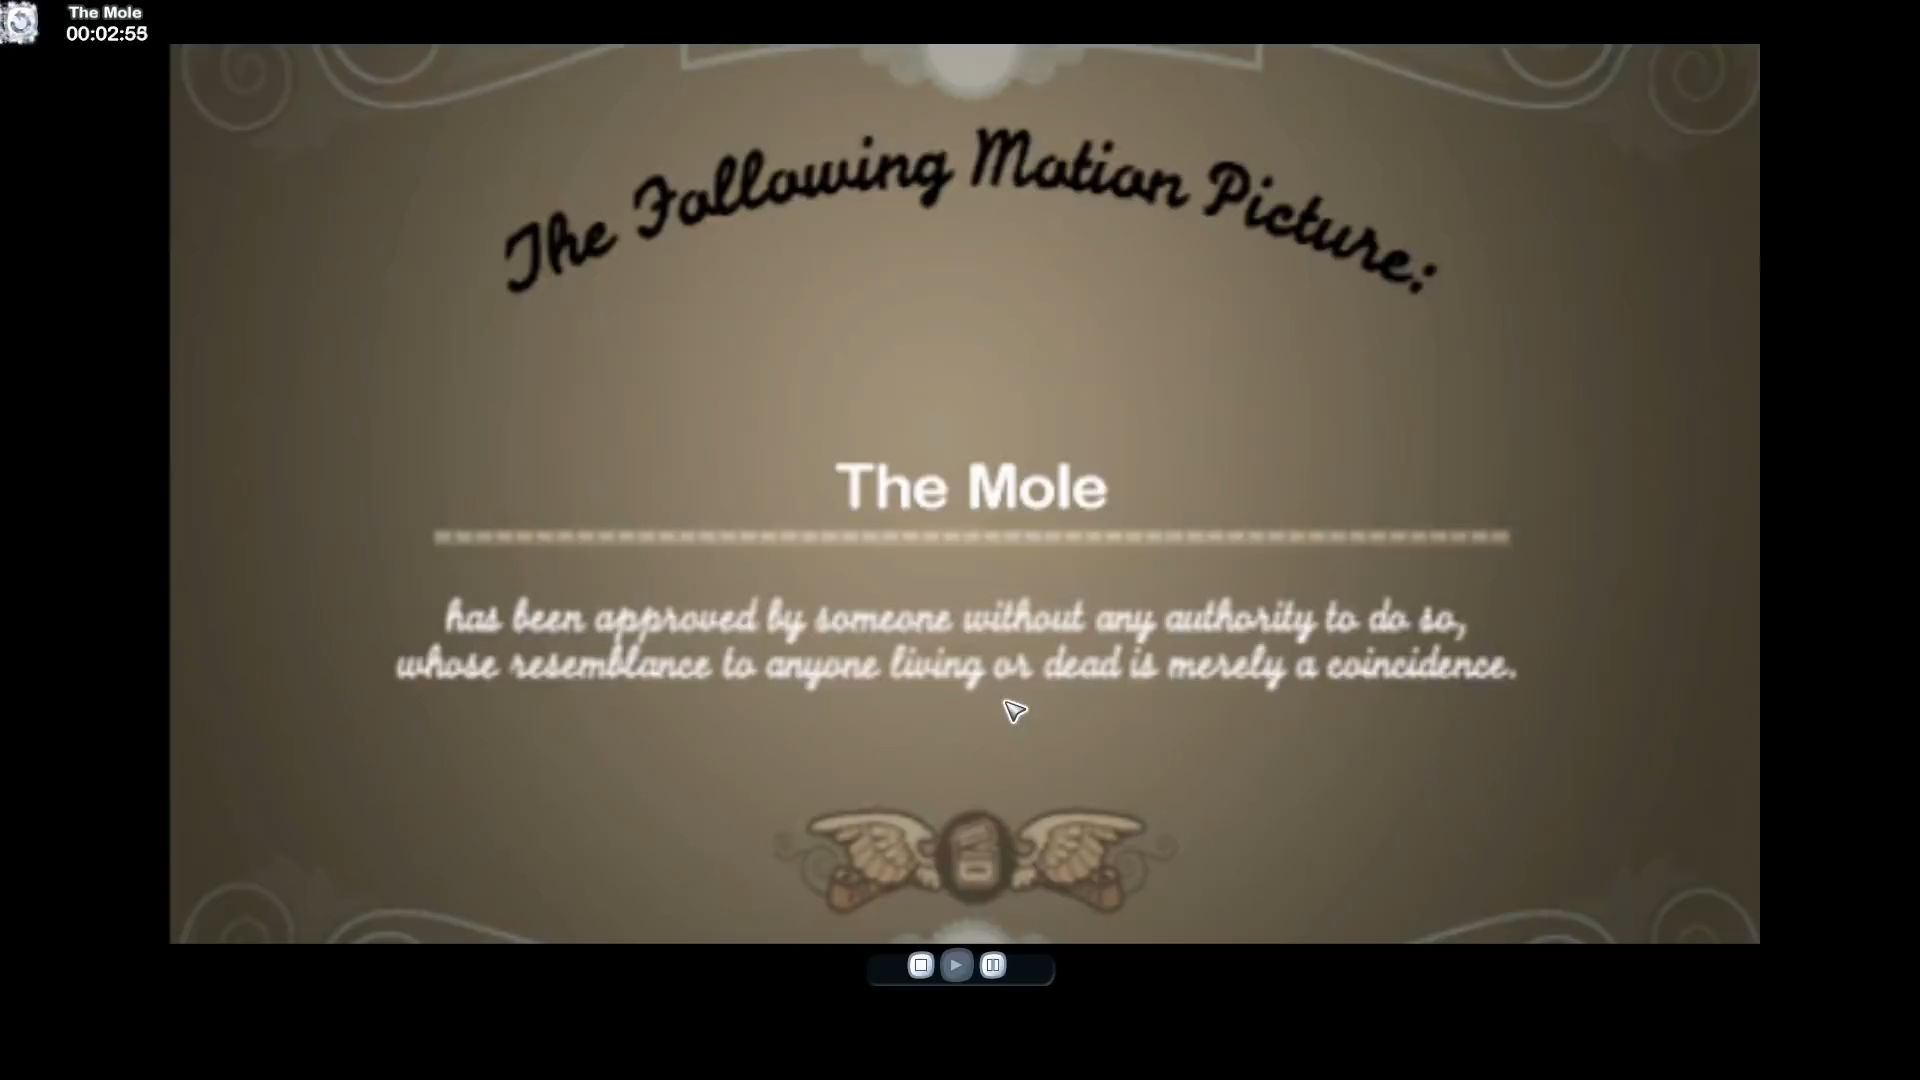 The Mole
00:02:55
The Following Motion Picture:
The Mole
has been approved by someone without any authority to do so,
whose resemblance to anyone living or dead is merely a coincidence.